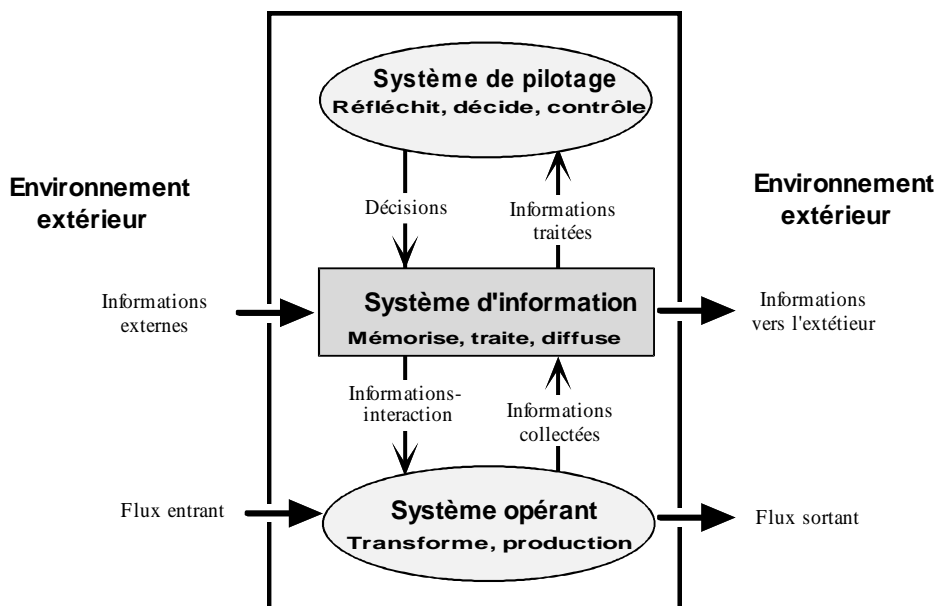 Système de pilotage
Réfléchit, décide, contrôle
Environnement
extérieur
Environnement
extérieur
Décisions
Informations
traitées
Informations
externes
Système d'information
Mémorise, traite, diffuse
Informations
vers l'extétieur
Informations-
interaction
Informations
collectées
Flux entrant
Système opérant
Transforme, production
Flux sortant